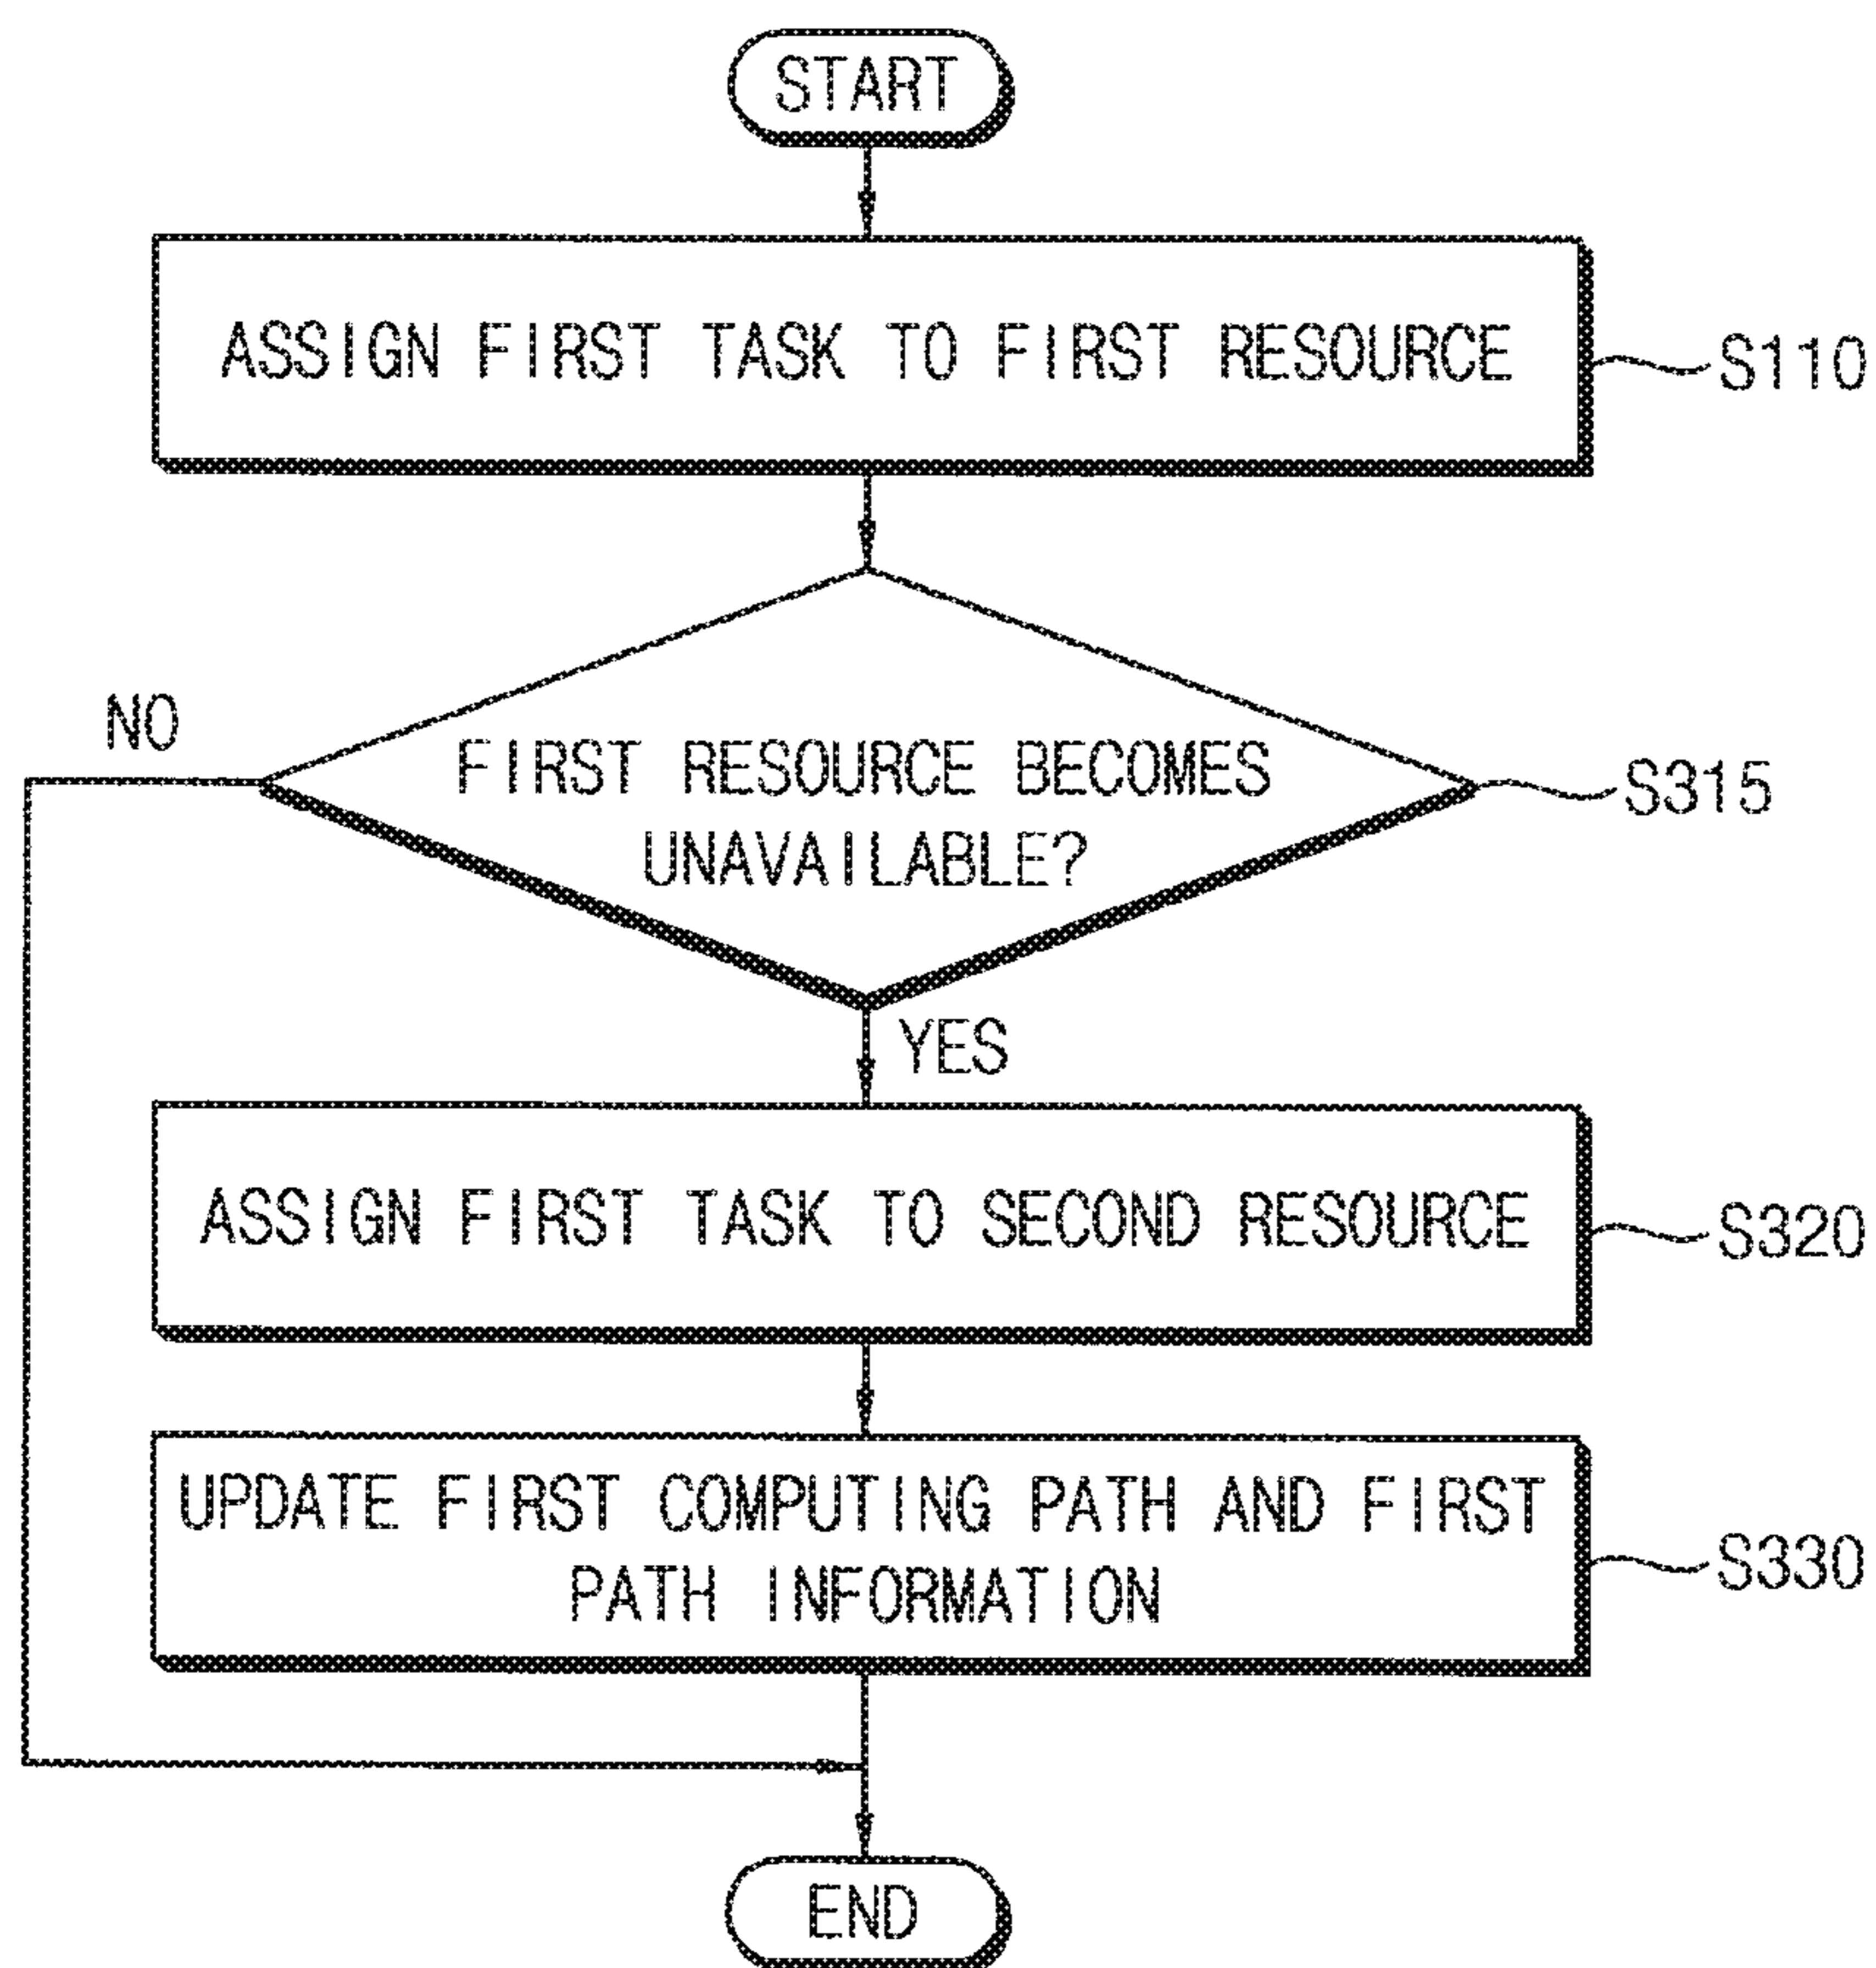 START
ASSIGN FIRST TASK TO FIRST RESOURCE
S110
NO
FIRST RESOURCE BECOMES
UNAVAILABLE?
S315
YES
ASSIGN FIRST TASK TO SECOND RESOURCE
S320
UPDATE FIRST COMPUTING PATH AND FIRST
PATH INFORMATION
S330
END